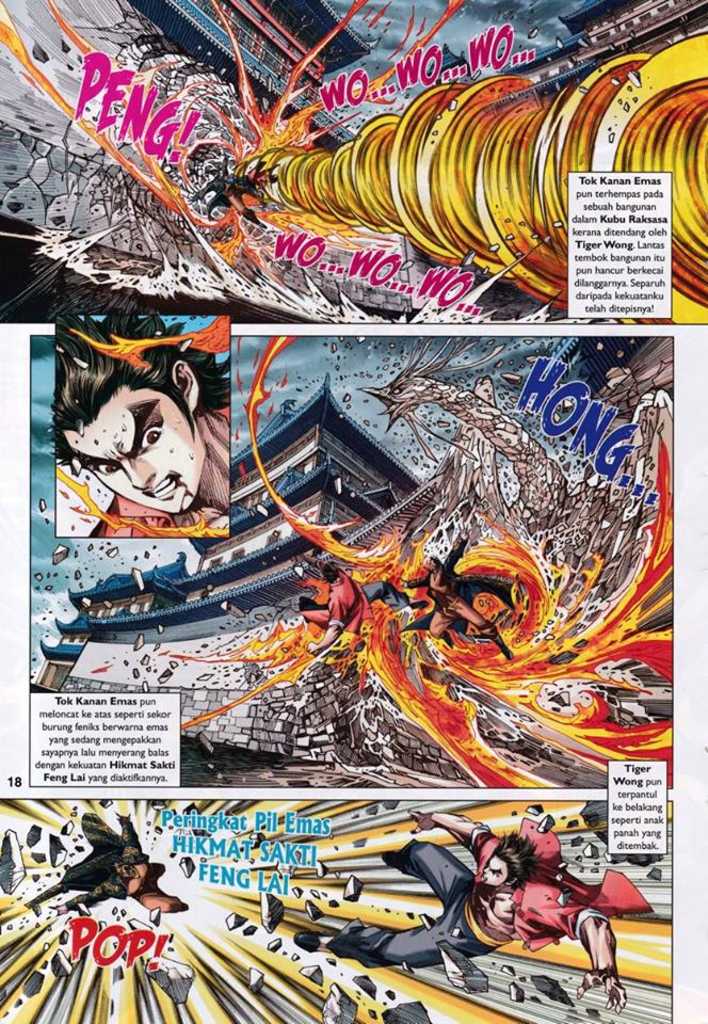 PENG!
WO...WO...WO...
Tok Kanan Emas
pun terhempas pada
sebuah bangunan
dalam Kubu Raksasa
kerana ditendang oleh
Tiger Wong. Lantas
tembok bangunan itu
pun hancur berkecai
dilanggarnya. Separuh
daripada kekuatanku
telah ditepisnya!
WO...WO...WO...
HONG...
Tok Kanan Emas pun
meloncat ke atas seperti sekor
burung feniks berwarna emas
yang sedang mengepakkan
sayapnya lalu menyerang balas
dengan kekuatan Hikmat Sakti
Feng Lai yang diaktifkannya.
18
Tiger
Wong pun
terpantul
ke belakang
seperti anak
panah yang
ditembak.
Peringkat Pil Emas
HIKMAT SAKTI
FENG LAI
POP!